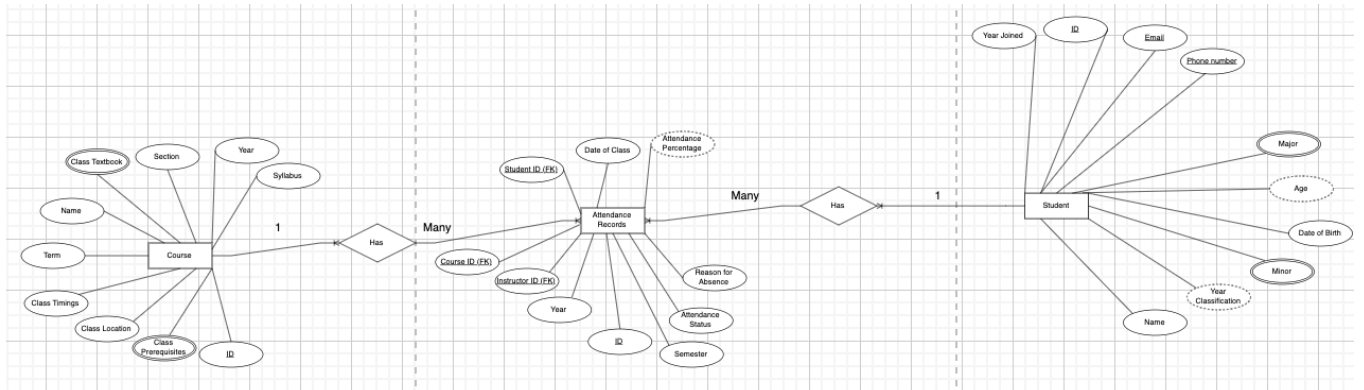 Year Joined
ID
Email
Phone number
Major
Age
Student
Date of Birth
Minor
Year
Classification
Name
1
Has
Many
Attendance
Percentage
Date of Class
Student ID (FK)
Attendance
Records
Course ID (FK)
Instructor ID (FK)
Year
ID
Semester
Attendance
Status
Reason for
Absence
Many
Has
1
Year
Section
Class Textbook
Syllabus
Name
Course
Term
Class Timings
Class Location
Class
Prerequisites
ID